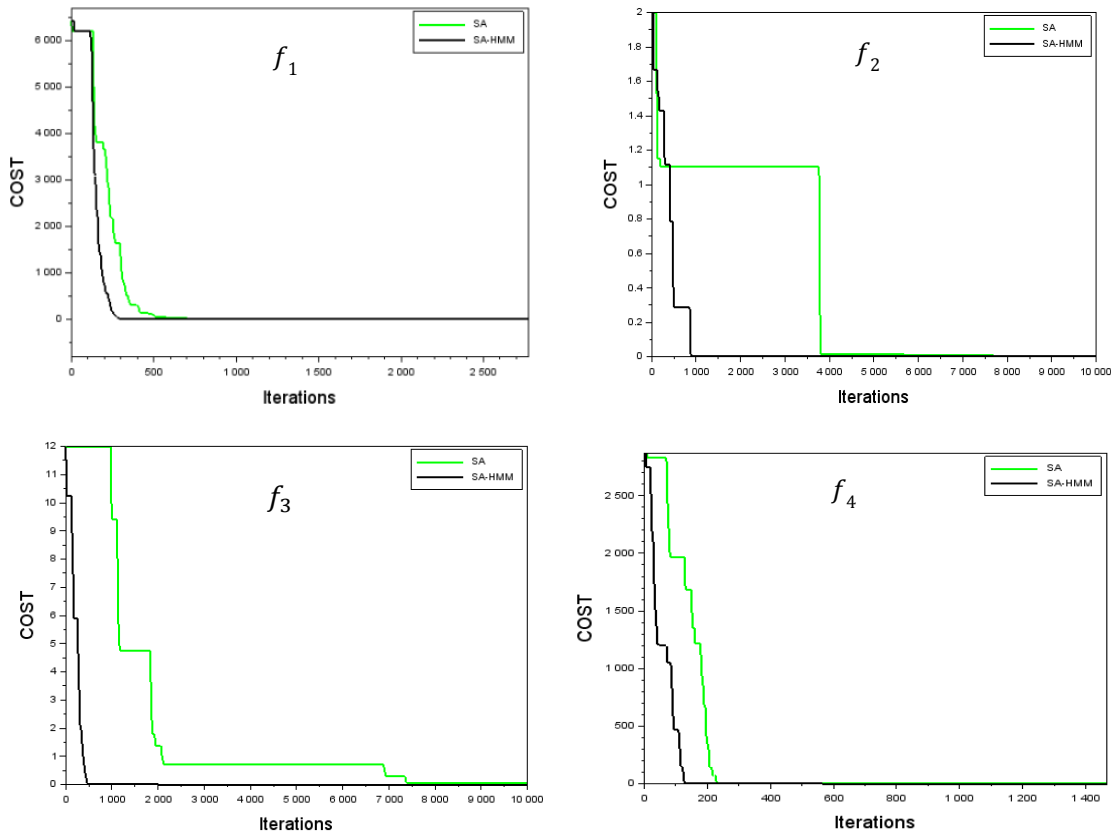 SA
SA-HMM
f1
6 000
5 000
4 000
3 000
2 000
1 000
0
COST
0 500 1 000 1 500 2 000 2 500
Iterations
SA
SA-HMM
f2
2
1.8
1.6
1.4
1.2
1
0.8
0.6
0.4
0.2
0
COST
0 1 000 2 000 3 000 4 000 5 000 6 000 7 000 8 000 9 000 10 000
Iterations
SA
SA-HMM
f3
12
11
10
9
8
7
6
5
4
3
2
1
0
COST
0 1 000 2 000 3 000 4 000 5 000 6 000 7 000 8 000 9 000 10 000
Iterations
SA
SA-HMM
f4
2 500
2 000
1 500
1 000
500
0
COST
0 200 400 600 800 1 000 1 200 1 400
Iterations